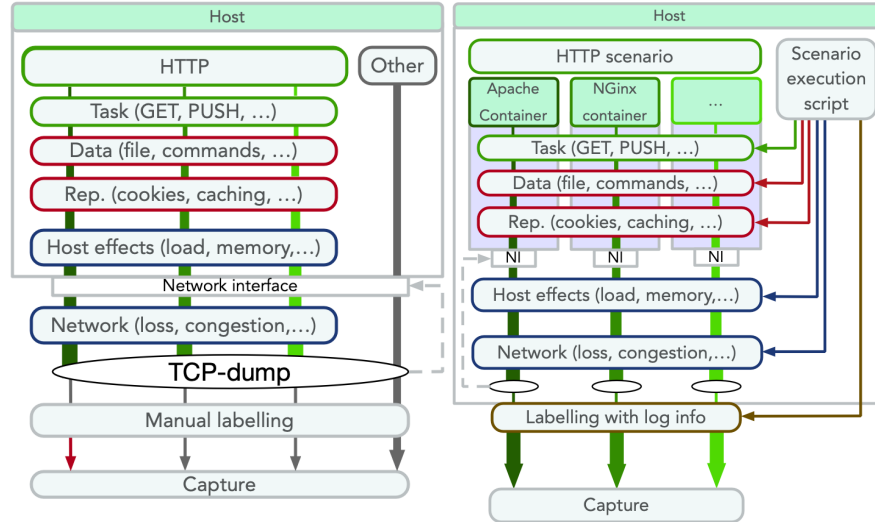 Host
HTTP
Other
Task (GET, PUSH, ...)
Data (file, commands, ...)
Rep. (cookies, caching, ...)
Host effects (load, memory,...)
Network interface
Network (loss, congestion,...)
TCP-dump
Manual labelling
Capture
Host
HTTP scenario
Scenario
execution
script
Apache
Container
NGinx
container
...
Task (GET, PUSH, ...)
Data (file, commands, ...)
Rep. (cookies, caching, ...)
NI
NI
NI
Host effects (load, memory,...)
Network (loss, congestion,...)
Labelling with log info
Capture